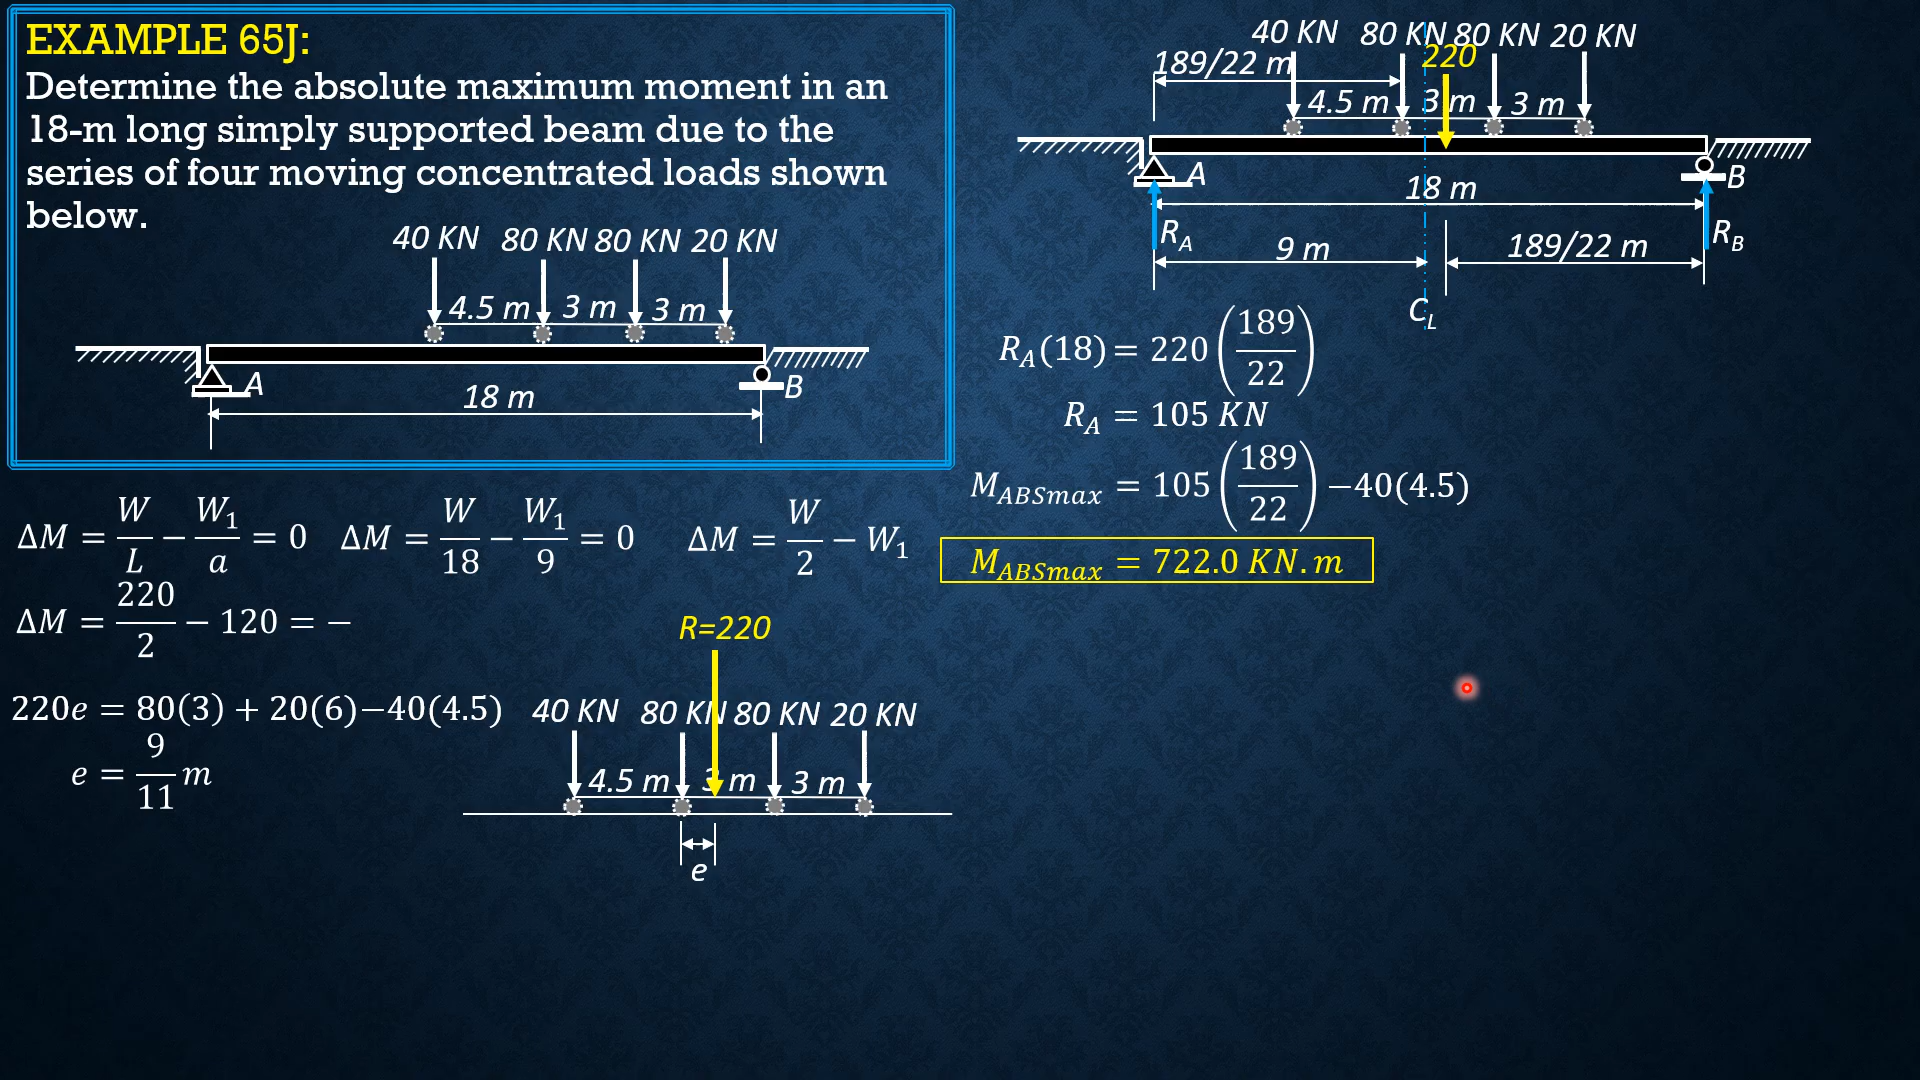 EXAMPLE 65J:
Determine the absolute maximum moment in an
18-m long simply supported beam due to the
series of four moving concentrated loads shown
below.
40 KN 80 KN 80 KN 20 KN
4.5 m 3 m 3 m
A B
18 m
ΔM = W/L − W₁/a = 0 ΔM = W/18 − W₁/9 = 0 ΔM = W/2 − W₁
ΔM = 220/2 − 120 = −
220e = 80(3) + 20(6)−40(4.5)
e = 9/11 m
R=220
40 KN 80 KN 80 KN 20 KN
4.5 m 3 m 3 m
e
40 KN 80 KN 80 KN 20 KN
220
189/22 m
4.5 m 3 m 3 m
A B
18 m
R_A R_B
9 m 189/22 m
C_L
R_A(18) = 220(189/22)
R_A = 105 KN
M_ABSmax = 105(189/22) −40(4.5)
M_ABSmax = 722.0 KN.m